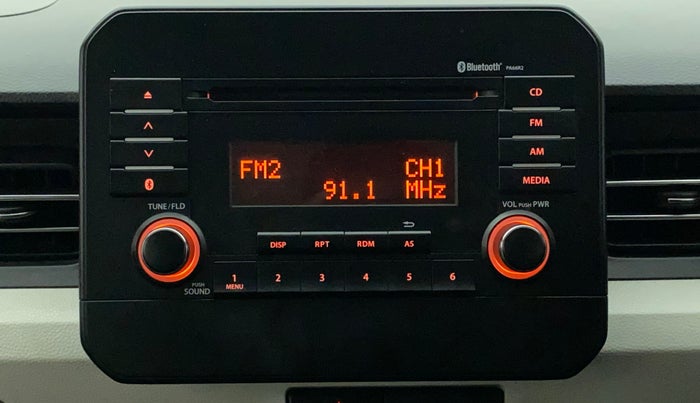 Bluetooth® PA66R2
CD
FM
AM
MEDIA
FM2 CH1
91.1 MHz
TUNE/FLD
VOL PUSH PWR
DISP RPT RDM AS
1 2 3 4 5 6
MENU
PUSH
SOUND